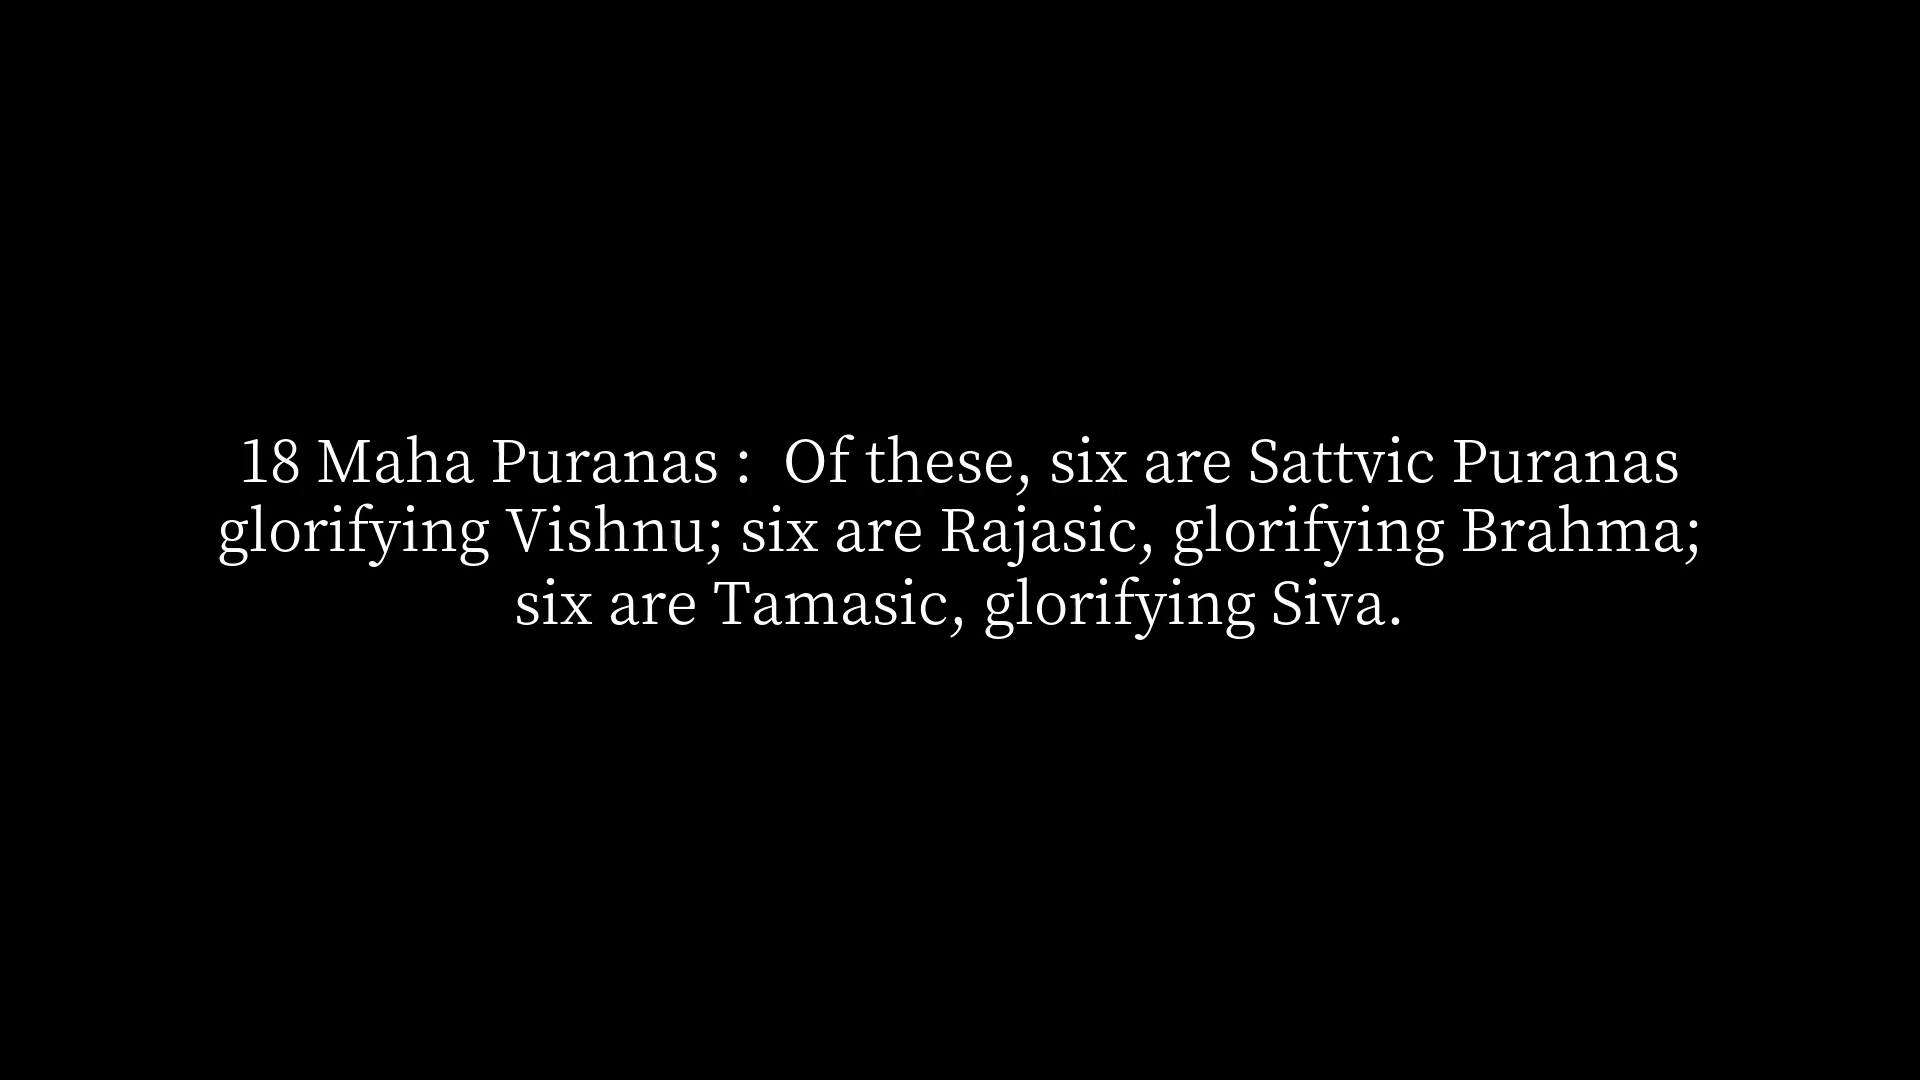 18 Maha Puranas :  Of these, six are Sattvic Puranas
glorifying Vishnu; six are Rajasic, glorifying Brahma;
six are Tamasic, glorifying Siva.